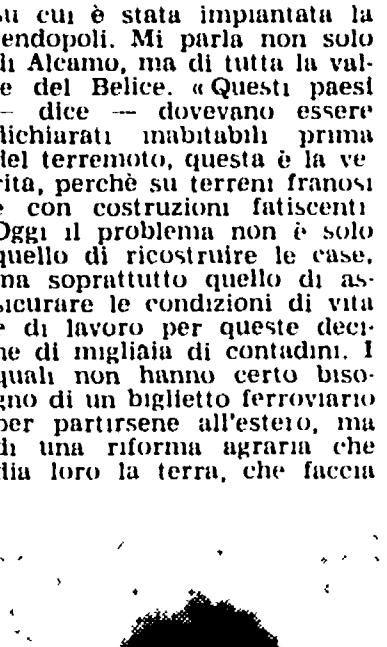 su cui è stata impiantata la
tendopoli. Mi parla non solo
di Alcamo, ma di tutta la val-
le del Belice. «Questi paesi
— dice — dovevano essere
dichiarati inabitabili prima
del terremoto, questa è la ve
rità, perchè su terreni franosi
e con costruzioni fatiscenti
Oggi il problema non è solo
quello di ricostruire le case,
ma soprattutto quello di as-
sicurare le condizioni di vita
e di lavoro per queste deci-
ne di migliaia di contadini. I
quali non hanno certo biso-
gno di un biglietto ferroviario
per partirsene all'estero, ma
di una riforma agraria che
dia loro la terra, che faccia